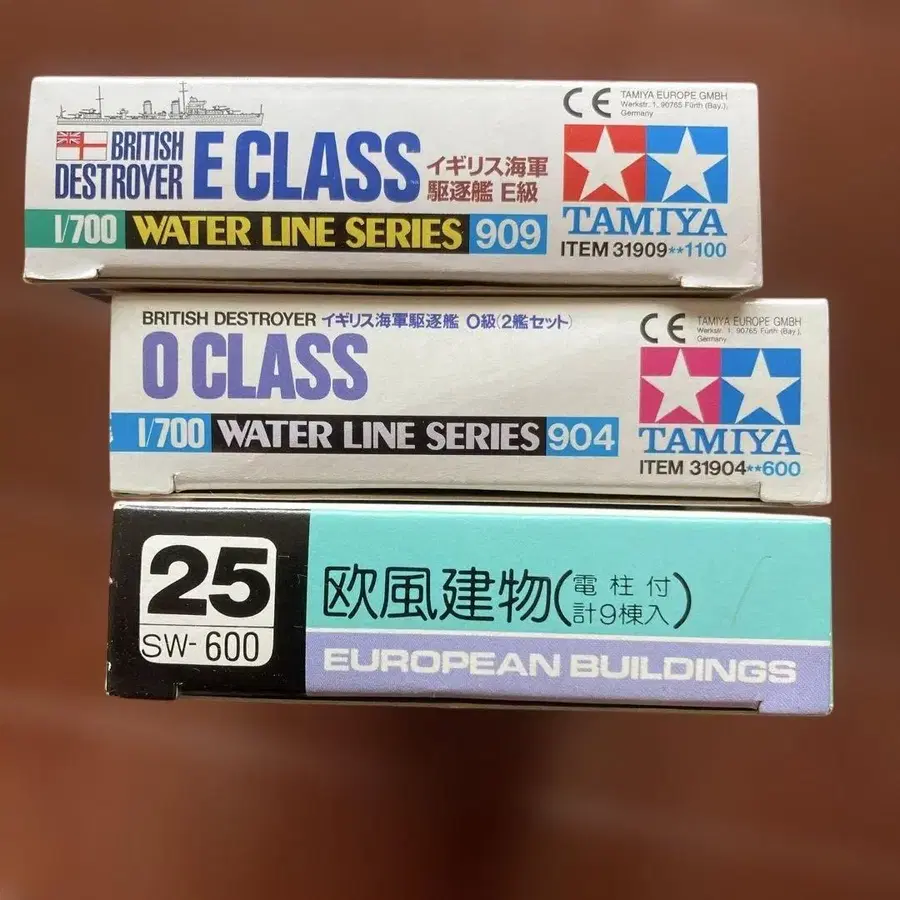 BRITISH
DESTROYER E CLASS
イギリス海軍
駆逐艦 E級
1/700 WATER LINE SERIES 909
CE TAMIYA EUROPE GMBH
Werkstr. 1, 90765 Fürth (Bay.),
Germany
TAMIYA
ITEM 31909**1100
BRITISH DESTROYER イギリス海軍駆逐艦 O級(2艦セット)
O CLASS
1/700 WATER LINE SERIES 904
CE TAMIYA EUROPE GMBH
Werkstr. 1, 90765 Fürth (Bay.),
Germany
TAMIYA
ITEM 31904**600
25
SW-600
欧風建物(電柱付
計9棟入)
EUROPEAN BUILDINGS